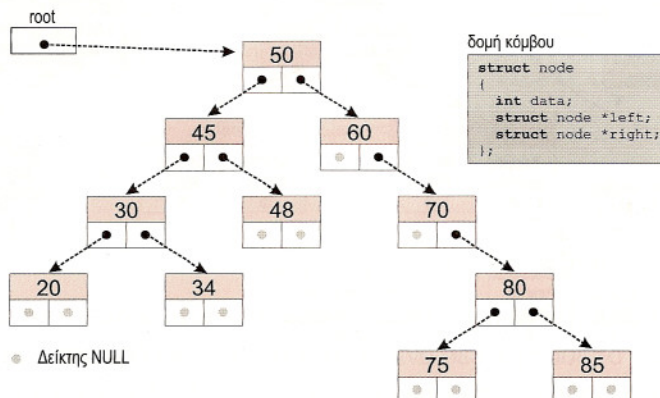 root
50
δομή κόμβου
struct node
{
int data;
struct node *left;
struct node *right;
};
45
60
30
48
70
20
34
80
Δείκτης NULL
75
85